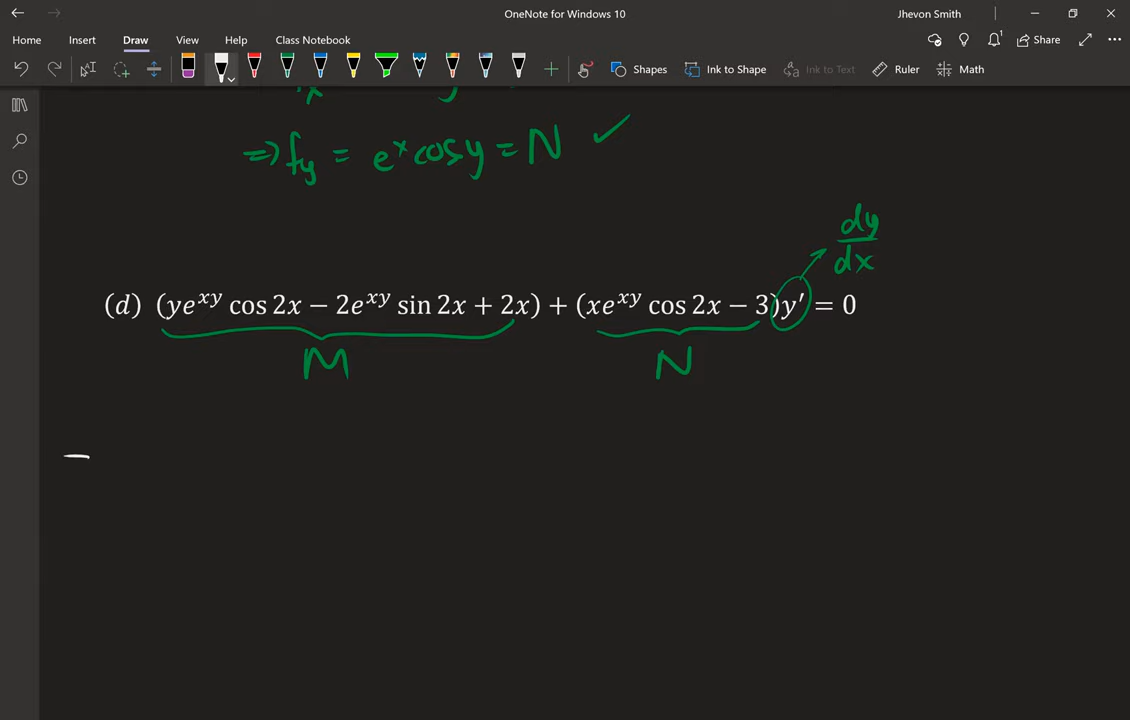 OneNote for Windows 10
Jhevon Smith
Home Insert Draw View Help Class Notebook
Share
Shapes Ink to Shape Ink to Text Ruler Math
x y
⇒ fy = e^x cos y = N ✓
dy/dx
(d) (ye^{xy} cos 2x − 2e^{xy} sin 2x + 2x) + (xe^{xy} cos 2x − 3)y′ = 0
M N